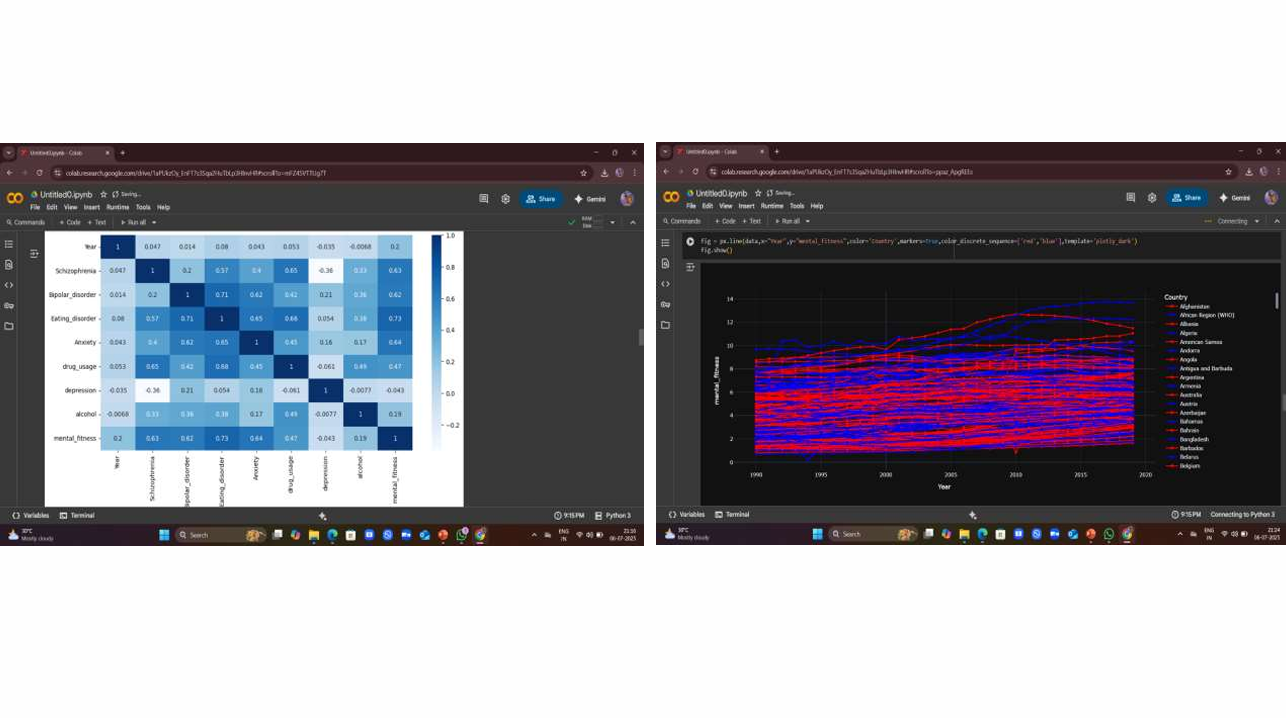 Untitled0.ipynb - Colab
colab.research.google.com/drive/
Untitled0.ipynb Saving...
File Edit View Insert Runtime Tools Help
Share Gemini
Commands + Code + Text Run all
RAM
Disk
Year 1 0.047 0.014 0.08 0.043 0.053 -0.035 -0.0068 0.2
Schizophrenia 0.047 1 0.2 0.57 0.4 0.65 -0.36 0.33 0.63
Bipolar_disorder 0.014 0.2 1 0.71 0.62 0.42 0.21 0.36 0.62
Eating_disorder 0.08 0.57 0.71 1 0.65 0.68 0.054 0.38 0.73
Anxiety 0.043 0.4 0.62 0.65 1 0.45 0.16 0.17 0.64
drug_usage 0.053 0.65 0.42 0.68 0.45 1 -0.061 0.49 0.47
depression -0.035 -0.36 0.21 0.054 0.16 -0.061 1 -0.0077 -0.043
alcohol -0.0068 0.33 0.36 0.38 0.17 0.49 -0.0077 1 0.19
mental_fitness 0.2 0.63 0.62 0.73 0.64 0.47 -0.043 0.19 1
Year Schizophrenia Bipolar_disorder Eating_disorder Anxiety drug_usage depression alcohol mental_fitness
1.0
0.8
0.6
0.4
0.2
0.0
-0.2
Variables Terminal
9:15 PM Python 3
30°C
Mostly cloudy
Search
ENG
IN
06-07-2025
Untitled0.ipynb - Colab
colab.research.google.com/drive/
Untitled0.ipynb Saving...
File Edit View Insert Runtime Tools Help
Share Gemini
Commands + Code + Text Run all
Connecting
fig = px.line(data,x="Year",y="mental_fitness",color='Country',markers=True,color_discrete_sequence=['red','blue'],template='plotly_dark')
fig.show()
14
12
10
8
6
4
2
0
mental_fitness
1990 1995 2000 2005 2010 2015 2020
Year
Country
Afghanistan
African Region (WHO)
Albania
Algeria
American Samoa
Andorra
Angola
Antigua and Barbuda
Argentina
Armenia
Australia
Austria
Azerbaijan
Bahamas
Bahrain
Bangladesh
Barbados
Belarus
Belgium
Variables Terminal
9:15 PM Connecting to Python 3
30°C
Mostly cloudy
Search
ENG
IN
21:24
06-07-2025